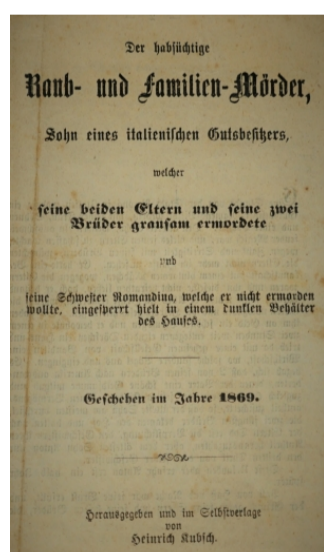 Der habsüchtige
Raub- und Familien-Mörder,
Sohn eines italienischen Gutsbesitzers,
welcher
seine beiden Eltern und seine zwei
Brüder grausam ermordete
und
seine Schwester Romandina, welche er nicht ermorden
wollte, eingesperrt hielt in einem dunklen Behälter
des Hauses.
Geschehen im Jahre 1869.
Herausgegeben und im Selbstverlage
von
Heinrich Kubsch.